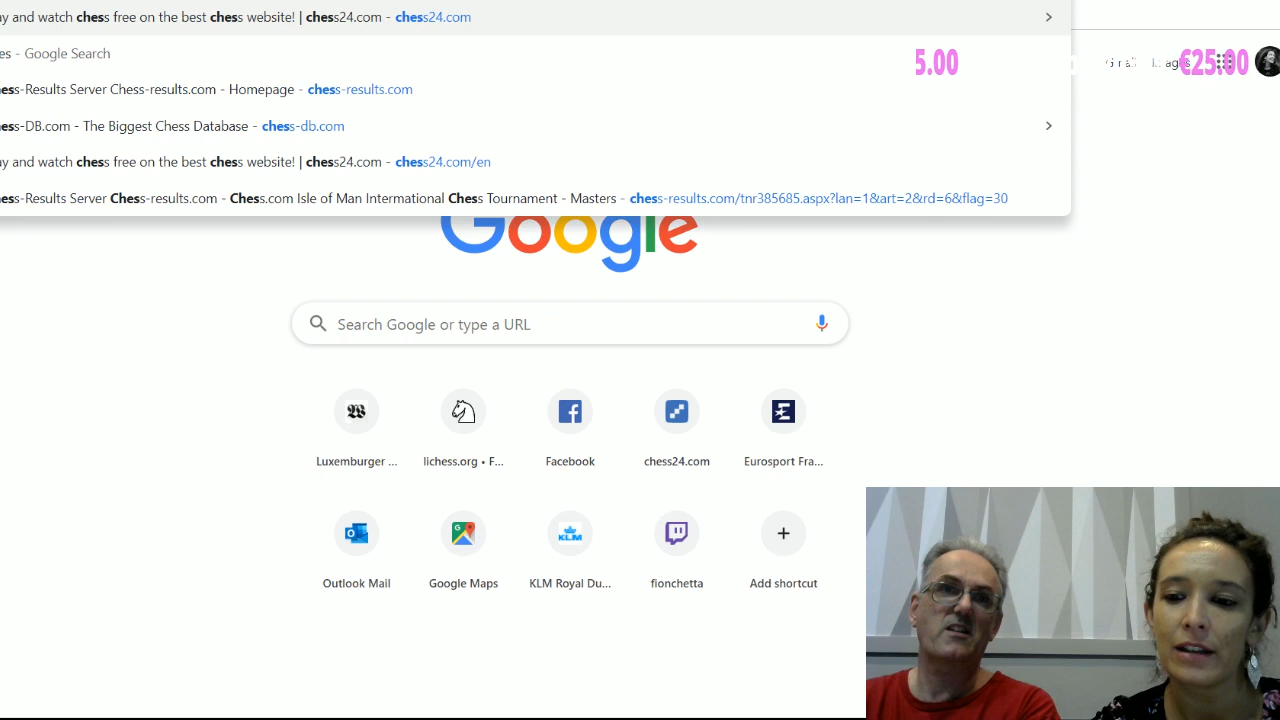 ay and watch chess free on the best chess website! | chess24.com - chess24.com
es - Google Search
5.00
€25.00
ess-Results Server Chess-results.com - Homepage - chess-results.com
ess-DB.com - The Biggest Chess Database - chess-db.com
ay and watch chess free on the best chess website! | chess24.com - chess24.com/en
ess-Results Server Chess-results.com - Chess.com Isle of Man International Chess Tournament - Masters - chess-results.com/tnr385685.aspx?lan=1&art=2&rd=6&flag=30
Google
Search Google or type a URL
Luxemburger ...
lichess.org • F...
Facebook
chess24.com
Eurosport Fra...
Outlook Mail
Google Maps
KLM
KLM Royal Du...
fionchetta
Add shortcut